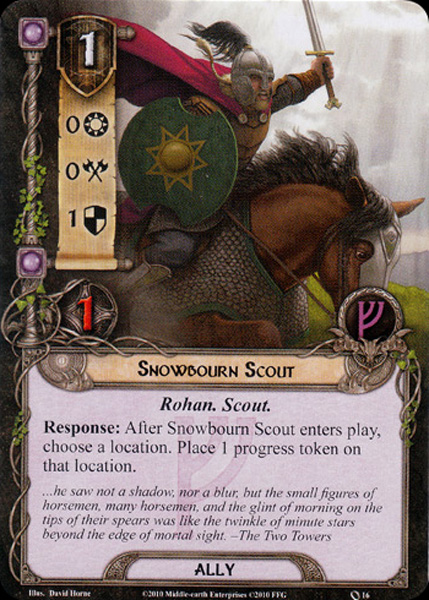 1
0
0
1
1
Snowbourn Scout
Rohan. Scout.
Response: After Snowbourn Scout enters play,
choose a location. Place 1 progress token on
that location.
...he saw not a shadow, nor a blur, but the small figures of
horsemen, many horsemen, and the glint of morning on the
tips of their spears was like the twinkle of minute stars
beyond the edge of mortal sight. –The Two Towers
ALLY
Illus. David Horne ©2010 Middle-earth Enterprises ©2010 FFG 16